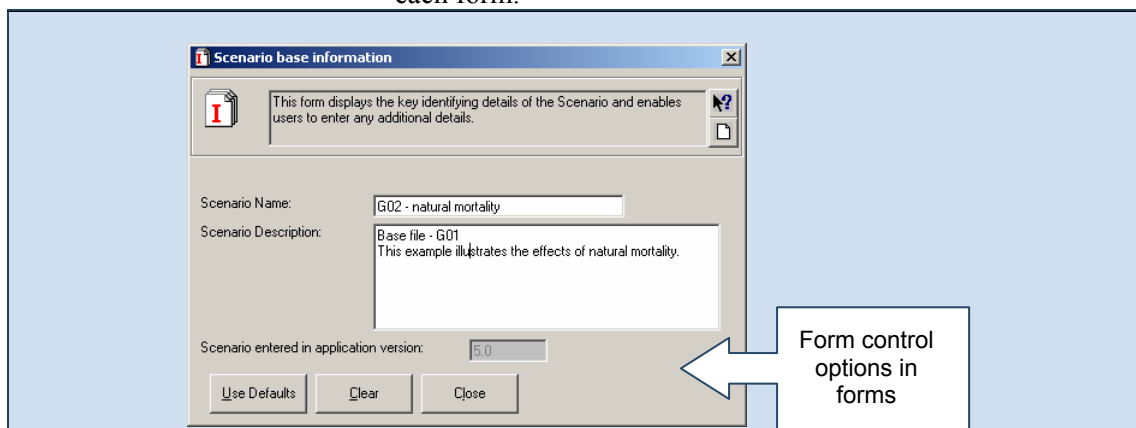 each form.
Scenario base information
This form displays the key identifying details of the Scenario and enables
users to enter any additional details.
Scenario Name:
G02 - natural mortality
Scenario Description:
Base file - G01
This example illustrates the effects of natural mortality.
Scenario entered in application version:
5.0
Use Defaults Clear Close
Form control
options in
forms